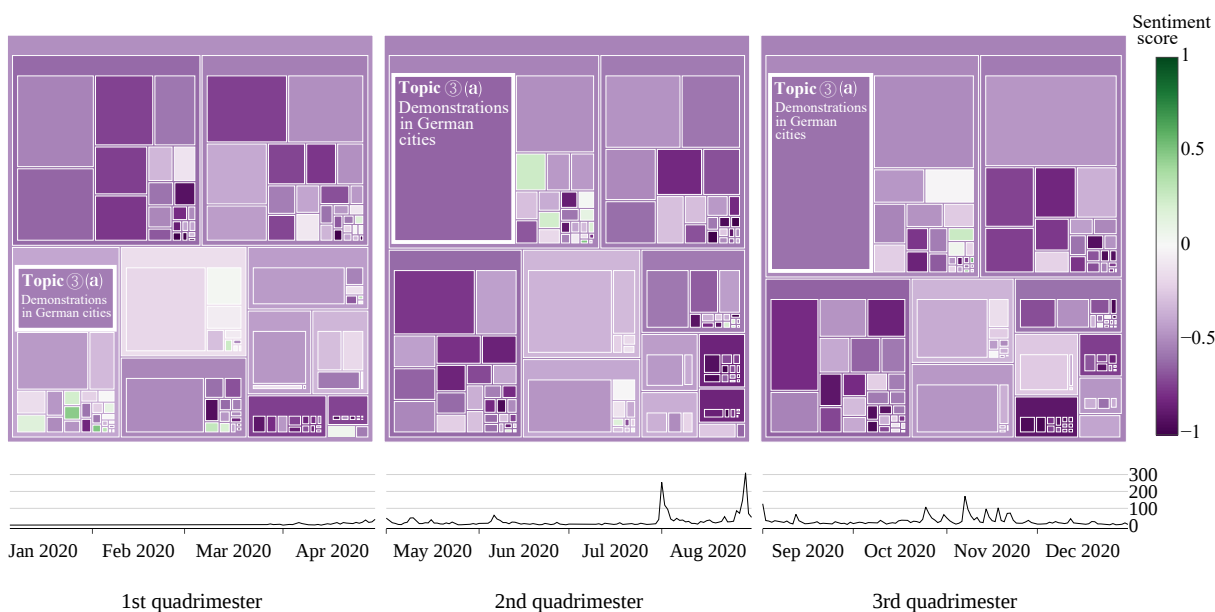 Sentiment
score
1
0.5
0
−0.5
−1
Topic ③(a)
Demonstrations
in German
cities
Topic ③(a)
Demonstrations
in German
cities
Topic ③(a)
Demonstrations
in German cities
300
200
100
0
Jan 2020 Feb 2020 Mar 2020 Apr 2020 May 2020 Jun 2020 Jul 2020 Aug 2020 Sep 2020 Oct 2020 Nov 2020 Dec 2020
1st quadrimester 2nd quadrimester 3rd quadrimester